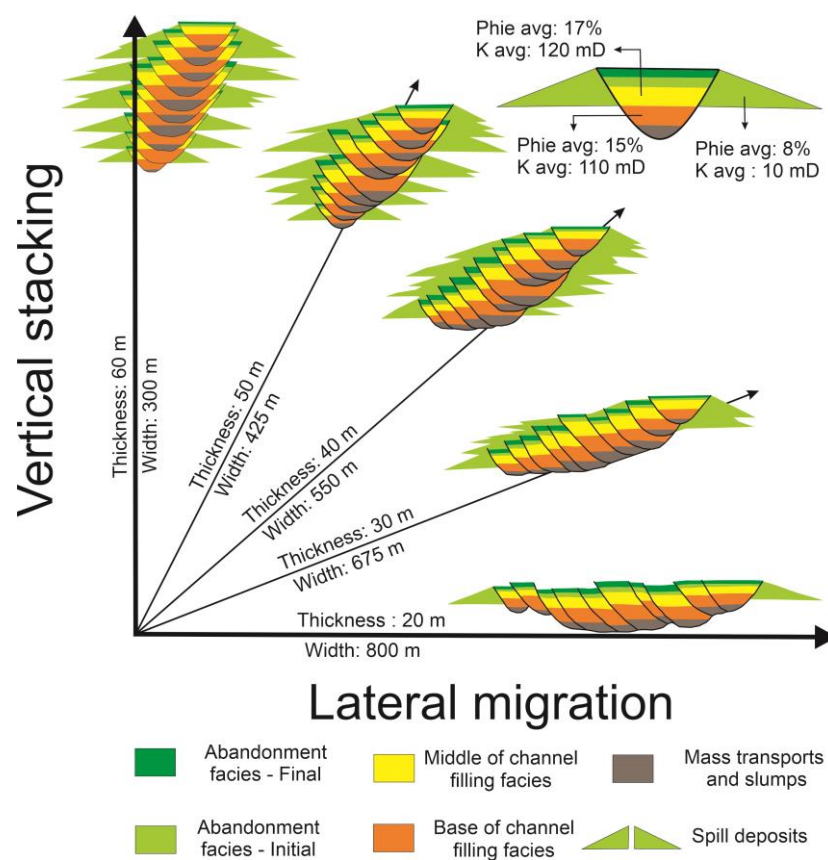 Phie avg: 17%
K avg: 120 mD
Phie avg: 15%
K avg: 110 mD
Phie avg: 8%
K avg : 10 mD
Vertical stacking
Thickness: 60 m
Width: 300 m
Thickness: 50 m
Width: 425 m
Thickness: 40 m
Width: 550 m
Thickness: 30 m
Width: 675 m
Thickness : 20 m
Width: 800 m
Lateral migration
Abandonment
facies - Final
Middle of channel
filling facies
Mass transports
and slumps
Abandonment
facies - Initial
Base of channel
filling facies
Spill deposits